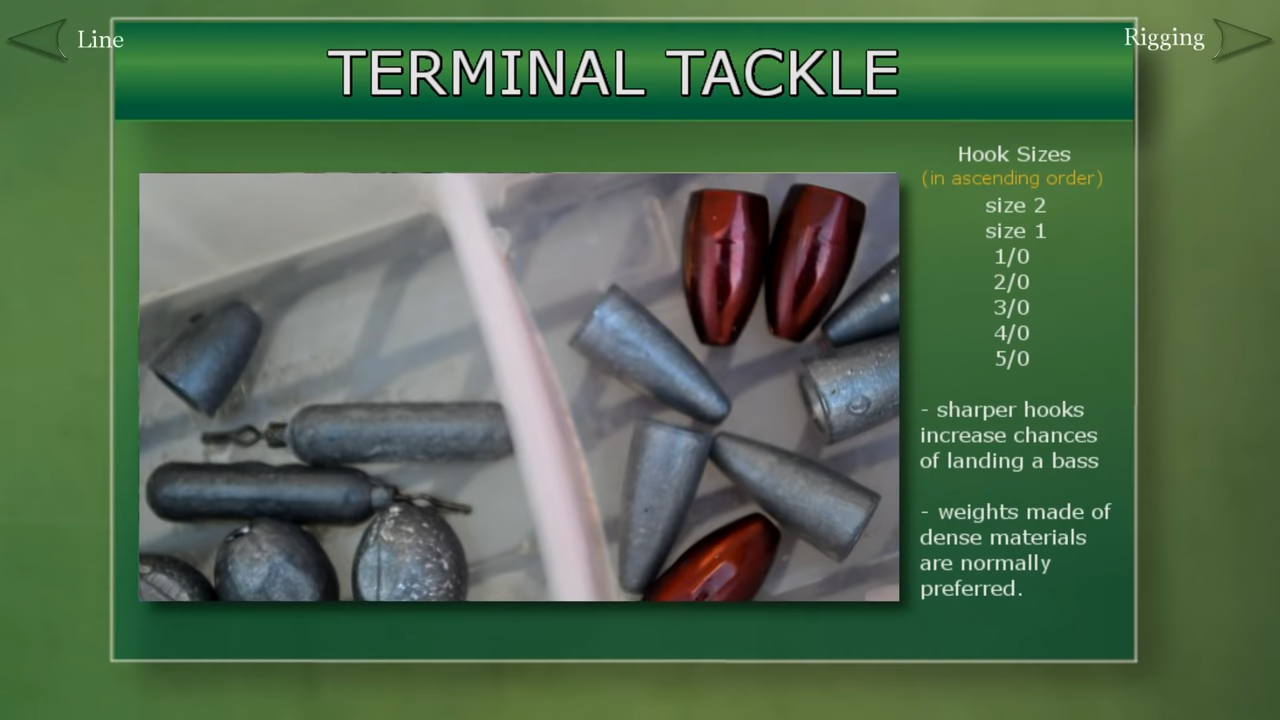 Line
Rigging
TERMINAL TACKLE
Hook Sizes
(in ascending order)
size 2
size 1
1/0
2/0
3/0
4/0
5/0
- sharper hooks
increase chances
of landing a bass
- weights made of
dense materials
are normally
preferred.